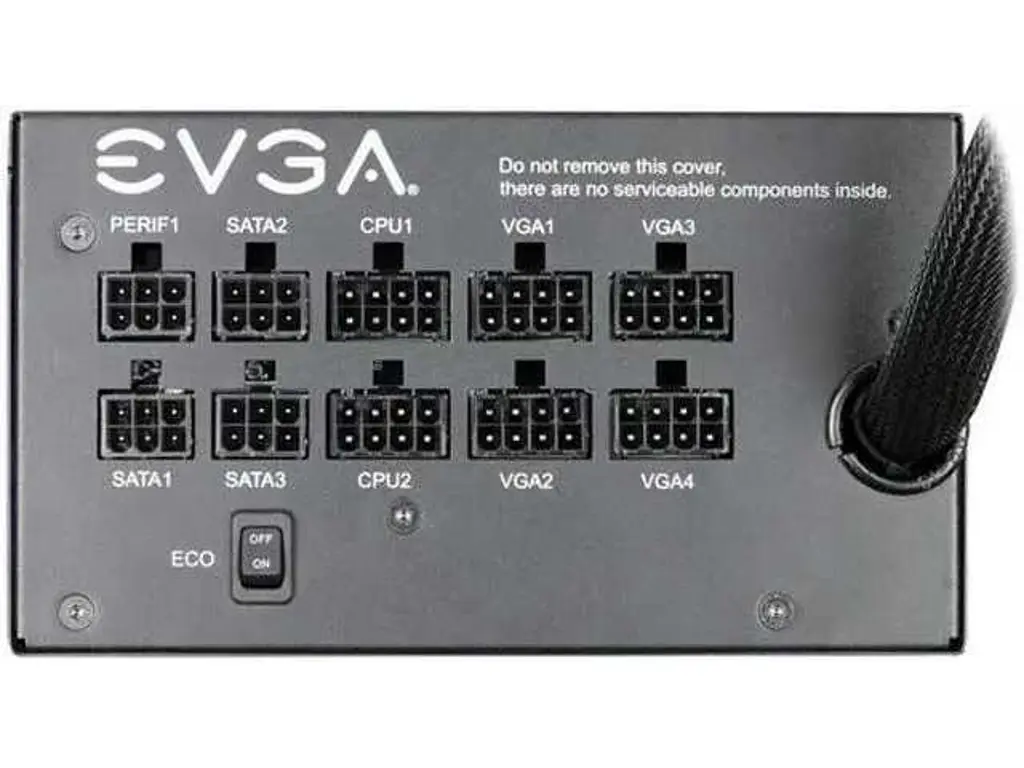 EVGA®
Do not remove this cover,
there are no serviceable components inside.
PERIF1 SATA2 CPU1 VGA1 VGA3
SATA1 SATA3 CPU2 VGA2 VGA4
ECO
OFF
ON